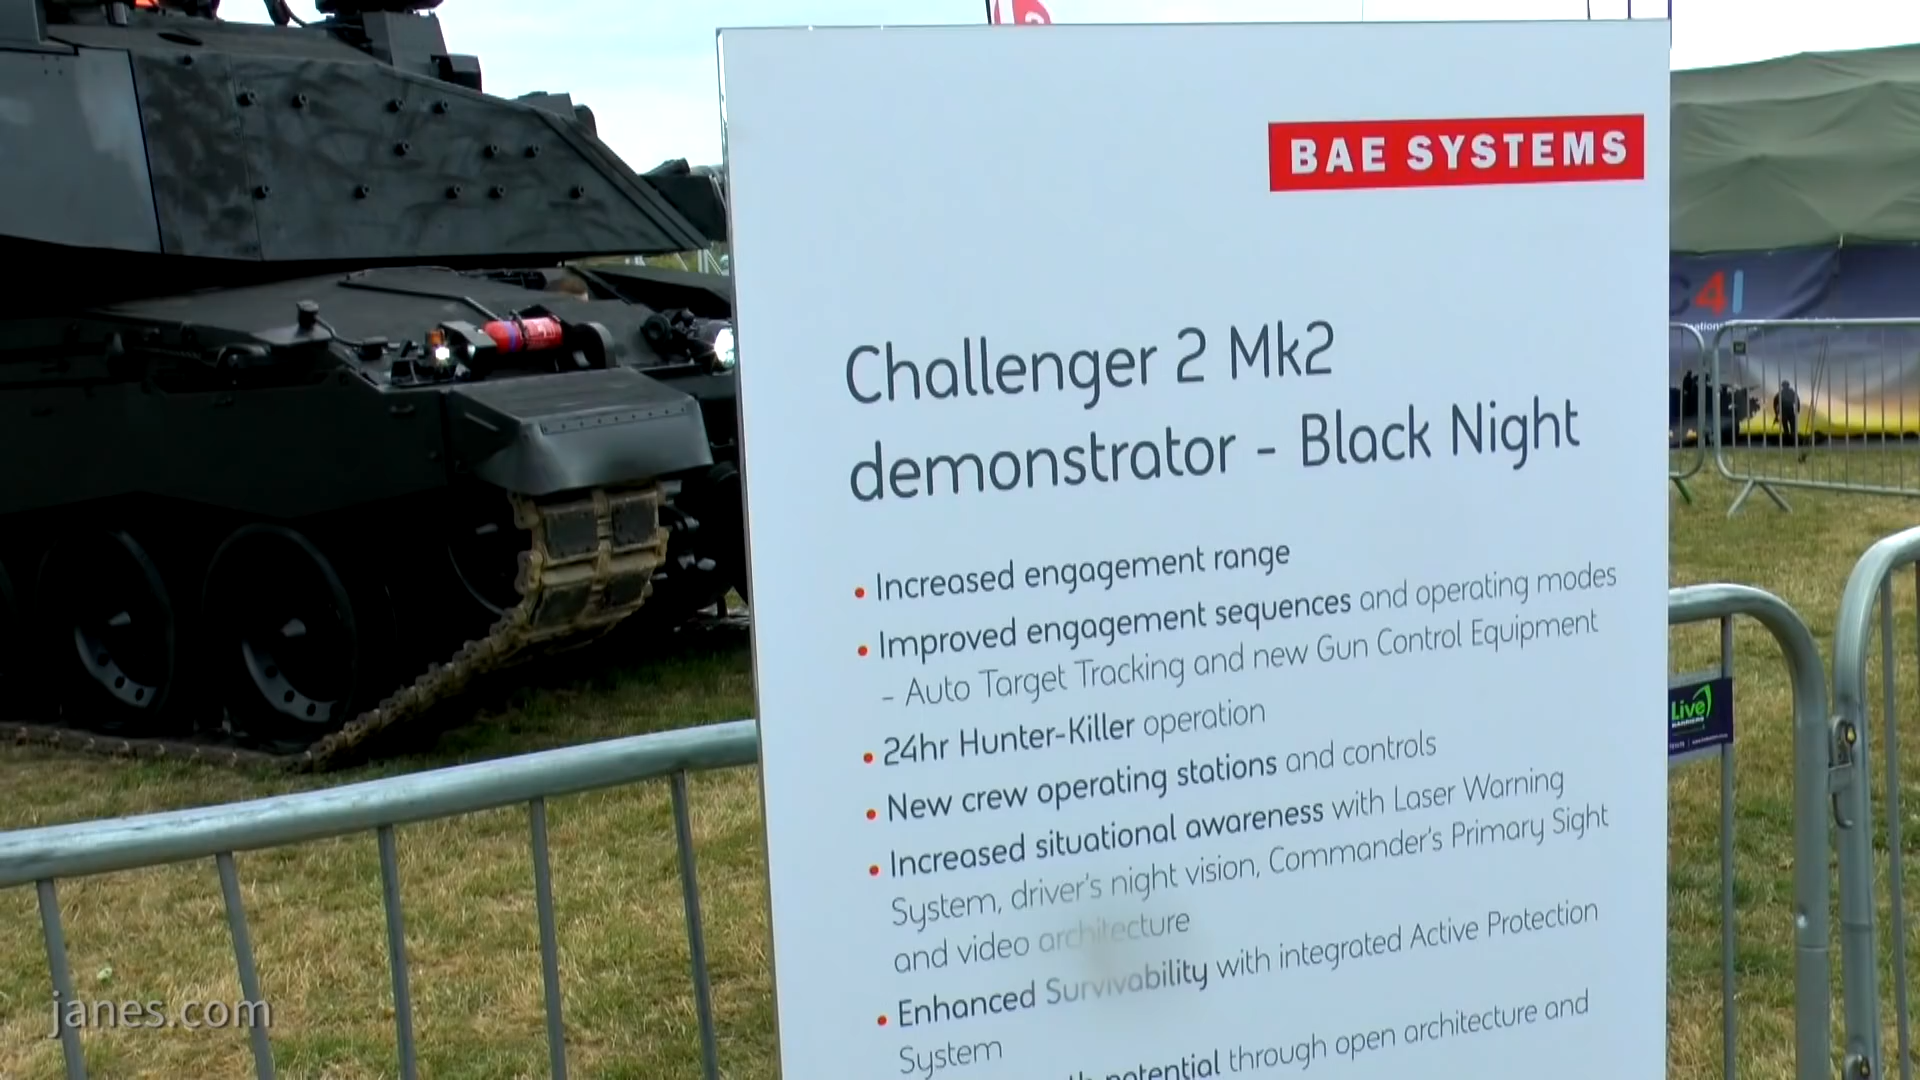 BAE SYSTEMS
Challenger 2 Mk2
demonstrator - Black Night
• Increased engagement range
• Improved engagement sequences and operating modes
- Auto Target Tracking and new Gun Control Equipment
• 24hr Hunter-Killer operation
• New crew operating stations and controls
• Increased situational awareness with Laser Warning
System, driver's night vision, Commander's Primary Sight
and video architecture
• Enhanced Survivability with integrated Active Protection
System
potential through open architecture and
4I
Live
janes.com